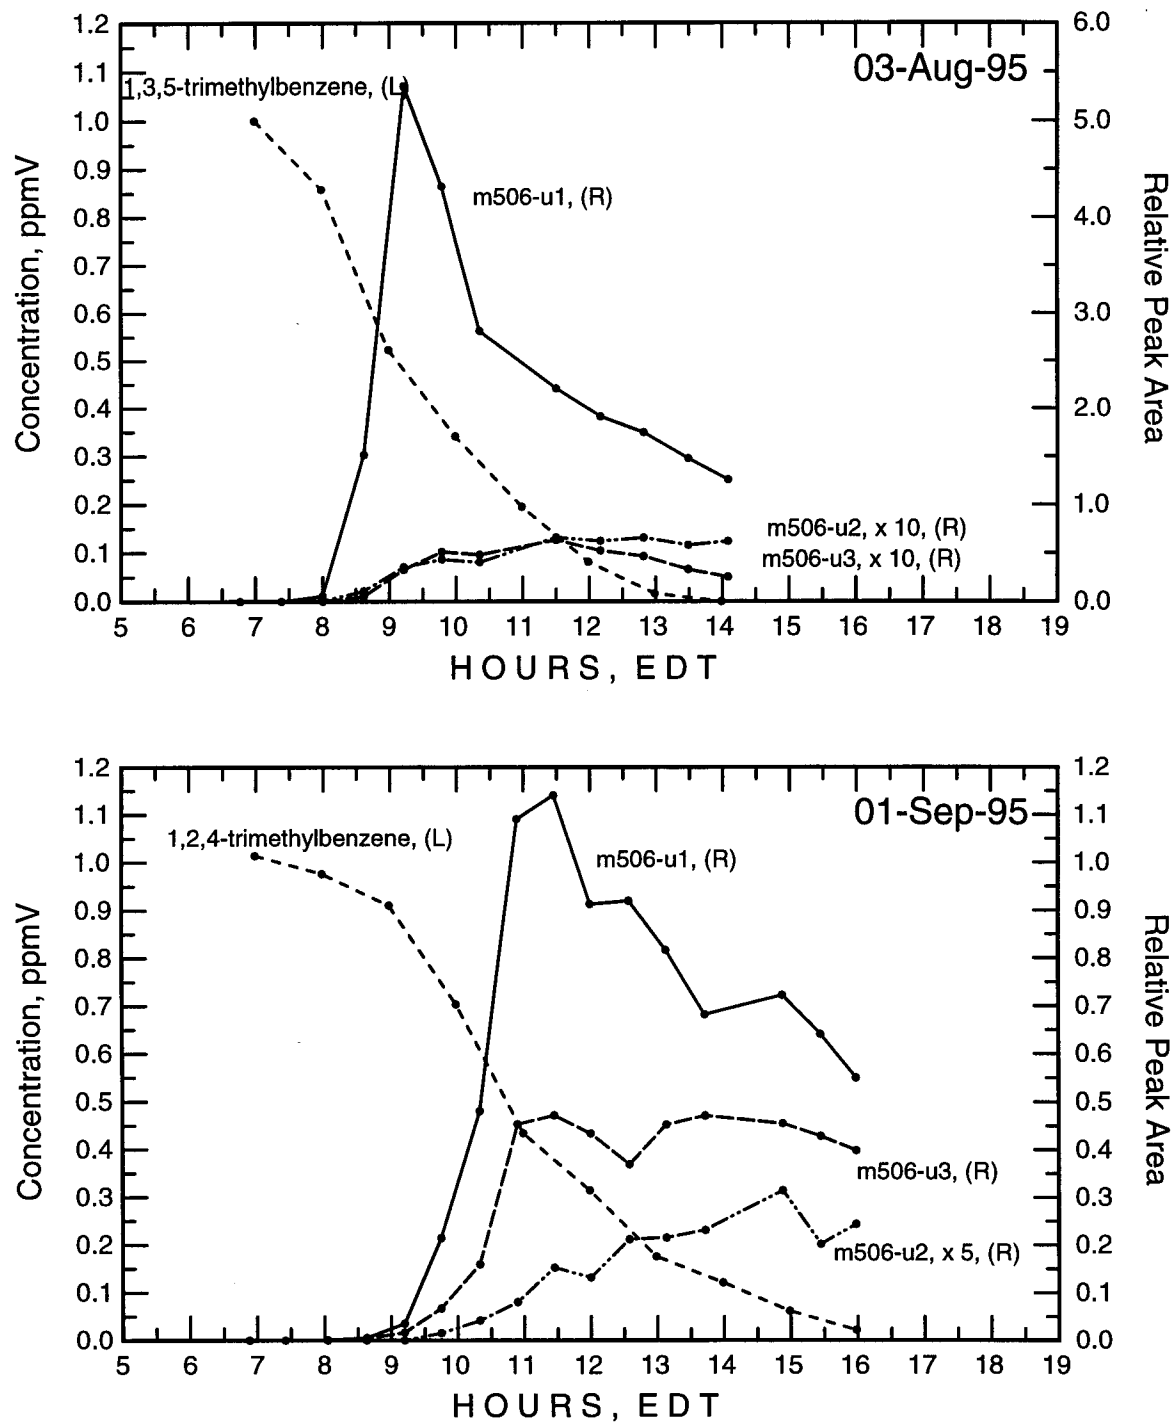 03-Aug-95
1,3,5-trimethylbenzene, (L)
m506-u1, (R)
m506-u2, x 10, (R)
m506-u3, x 10, (R)
Concentration, ppmV
1.2
1.1
1.0
0.9
0.8
0.7
0.6
0.5
0.4
0.3
0.2
0.1
0.0
Relative Peak Area
6.0
5.0
4.0
3.0
2.0
1.0
0.0
5 6 7 8 9 10 11 12 13 14 15 16 17 18 19
HOURS, EDT
01-Sep-95
1,2,4-trimethylbenzene, (L)
m506-u1, (R)
m506-u3, (R)
m506-u2, x 5, (R)
Concentration, ppmV
1.2
1.1
1.0
0.9
0.8
0.7
0.6
0.5
0.4
0.3
0.2
0.1
0.0
Relative Peak Area
1.2
1.1
1.0
0.9
0.8
0.7
0.6
0.5
0.4
0.3
0.2
0.1
0.0
5 6 7 8 9 10 11 12 13 14 15 16 17 18 19
HOURS, EDT